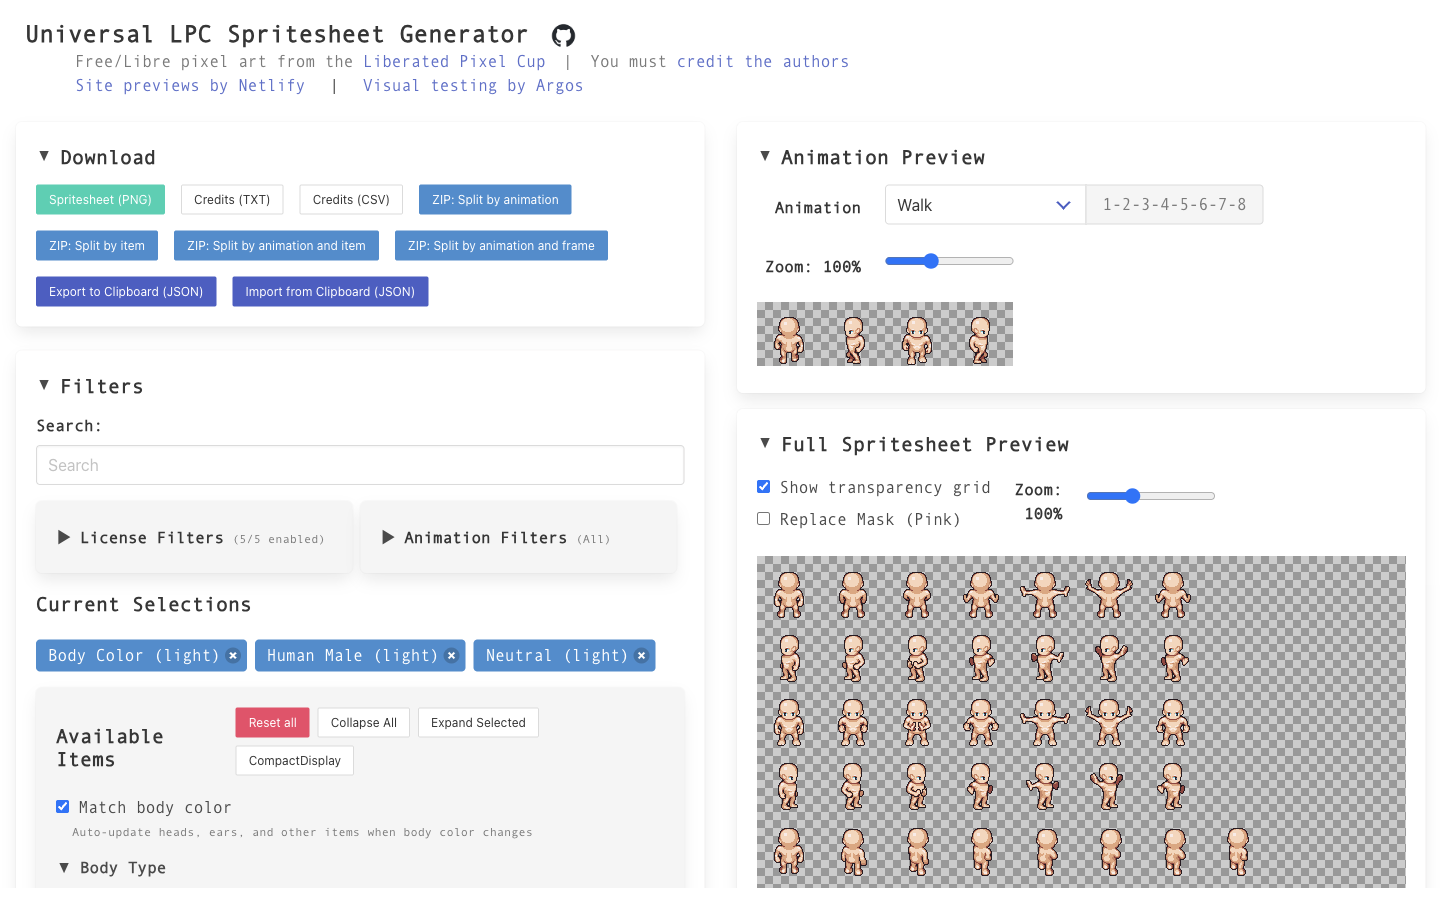 Universal LPC Spritesheet Generator
Free/Libre pixel art from the Liberated Pixel Cup | You must credit the authors
Site previews by Netlify | Visual testing by Argos
▼ Download
Spritesheet (PNG) Credits (TXT) Credits (CSV) ZIP: Split by animation
ZIP: Split by item ZIP: Split by animation and item ZIP: Split by animation and frame
Export to Clipboard (JSON) Import from Clipboard (JSON)
▼ Filters
Search:
Search
▶ License Filters (5/5 enabled) ▶ Animation Filters (All)
Current Selections
Body Color (light) × Human Male (light) × Neutral (light) ×
Available Items
Reset all Collapse All Expand Selected
CompactDisplay
Match body color
Auto-update heads, ears, and other items when body color changes
▼ Body Type
▼ Animation Preview
Animation Walk 1-2-3-4-5-6-7-8
Zoom: 100%
▼ Full Spritesheet Preview
Show transparency grid
Replace Mask (Pink)
Zoom:
100%